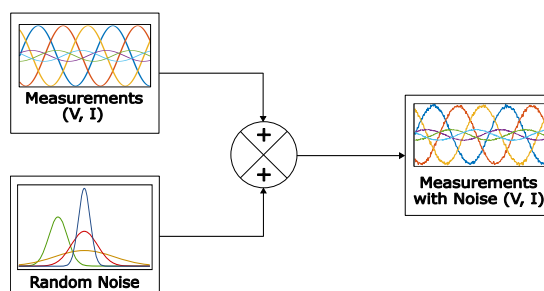 Measurements
(V, I)
+
+
Random Noise
Measurements
with Noise (V, I)